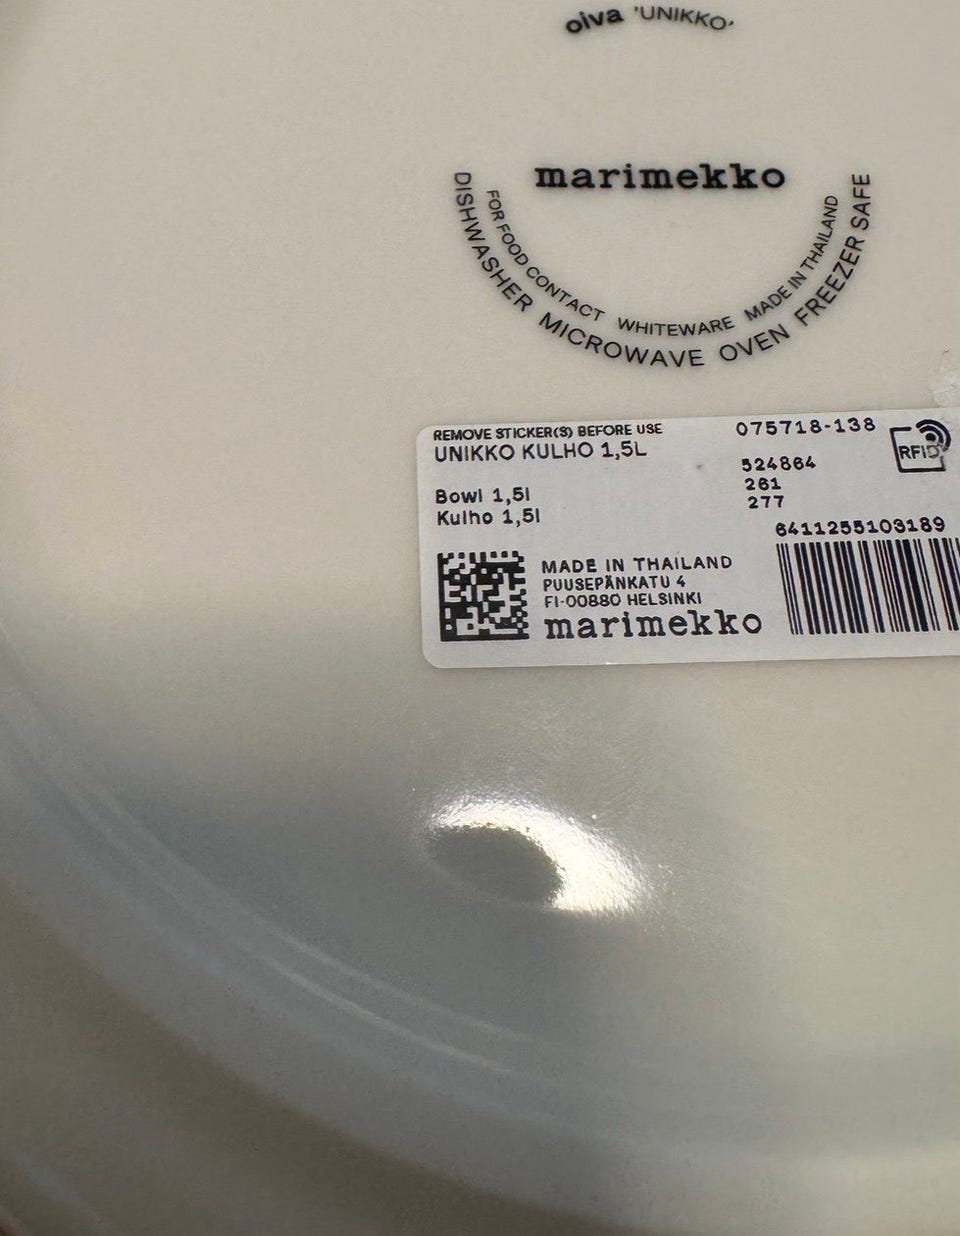 oiva 'UNIKKO'
marimekko
FOR FOOD CONTACT WHITEWARE MADE IN THAILAND
DISHWASHER MICROWAVE OVEN FREEZER SAFE
REMOVE STICKER(S) BEFORE USE
UNIKKO KULHO 1,5L
075718-138
RFID
524864
261
277
Bowl 1,5l
Kulho 1,5l
6411255103189
MADE IN THAILAND
PUUSEPÄNKATU 4
FI-00880 HELSINKI
marimekko